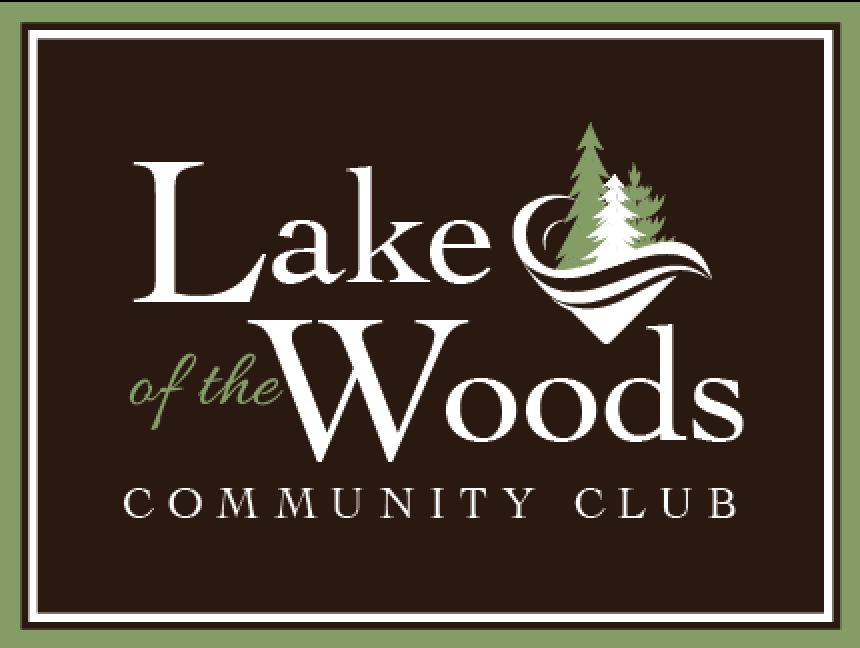 Lake
of the Woods
COMMUNITY CLUB